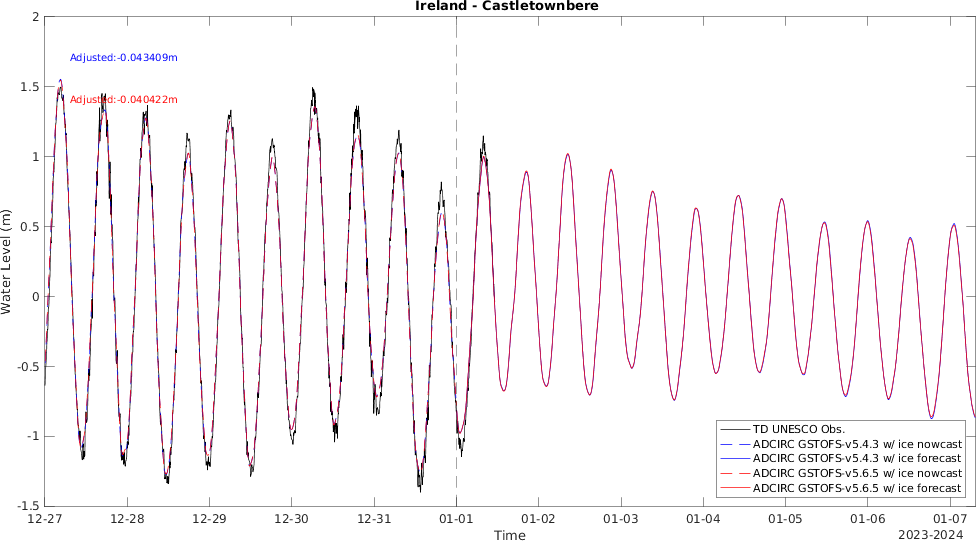 Ireland - Castletownbere
Adjusted:-0.043409m
Adjusted:-0.040422m
Water Level (m)
2
1.5
1
0.5
0
-0.5
-1
-1.5
12-27
12-28
12-29
12-30
12-31
01-01
01-02
01-03
01-04
01-05
01-06
01-07
Time
2023-2024
TD UNESCO Obs.
ADCIRC GSTOFS-v5.4.3 w/ ice nowcast
ADCIRC GSTOFS-v5.4.3 w/ ice forecast
ADCIRC GSTOFS-v5.6.5 w/ ice nowcast
ADCIRC GSTOFS-v5.6.5 w/ ice forecast